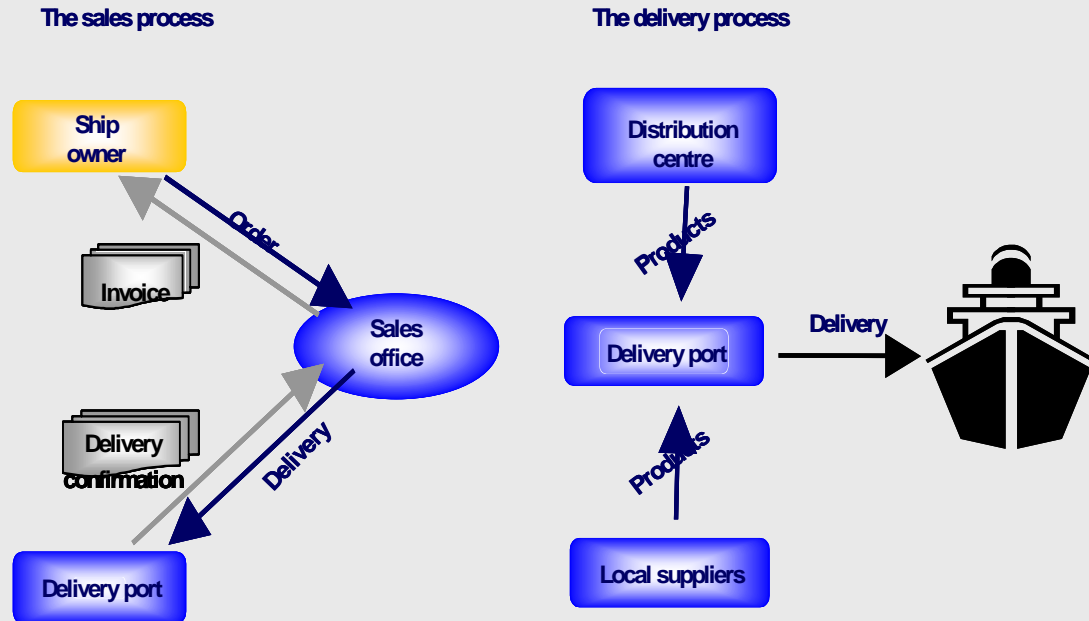 The sales process
Ship
owner
Order
Invoice
Sales
office
Delivery
confirmation
Delivery
Delivery port
The delivery process
Distribution
centre
Products
Delivery port
Delivery
Products
Local suppliers